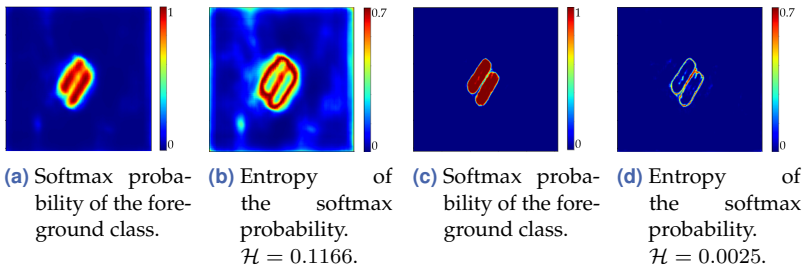 1
0
0.7
0
1
0
0.7
0
(a) Softmax proba-
bility of the fore-
ground class.
(b) Entropy of
the softmax
probability.
ℋ = 0.1166.
(c) Softmax proba-
bility of the fore-
ground class.
(d) Entropy of
the softmax
probability.
ℋ = 0.0025.